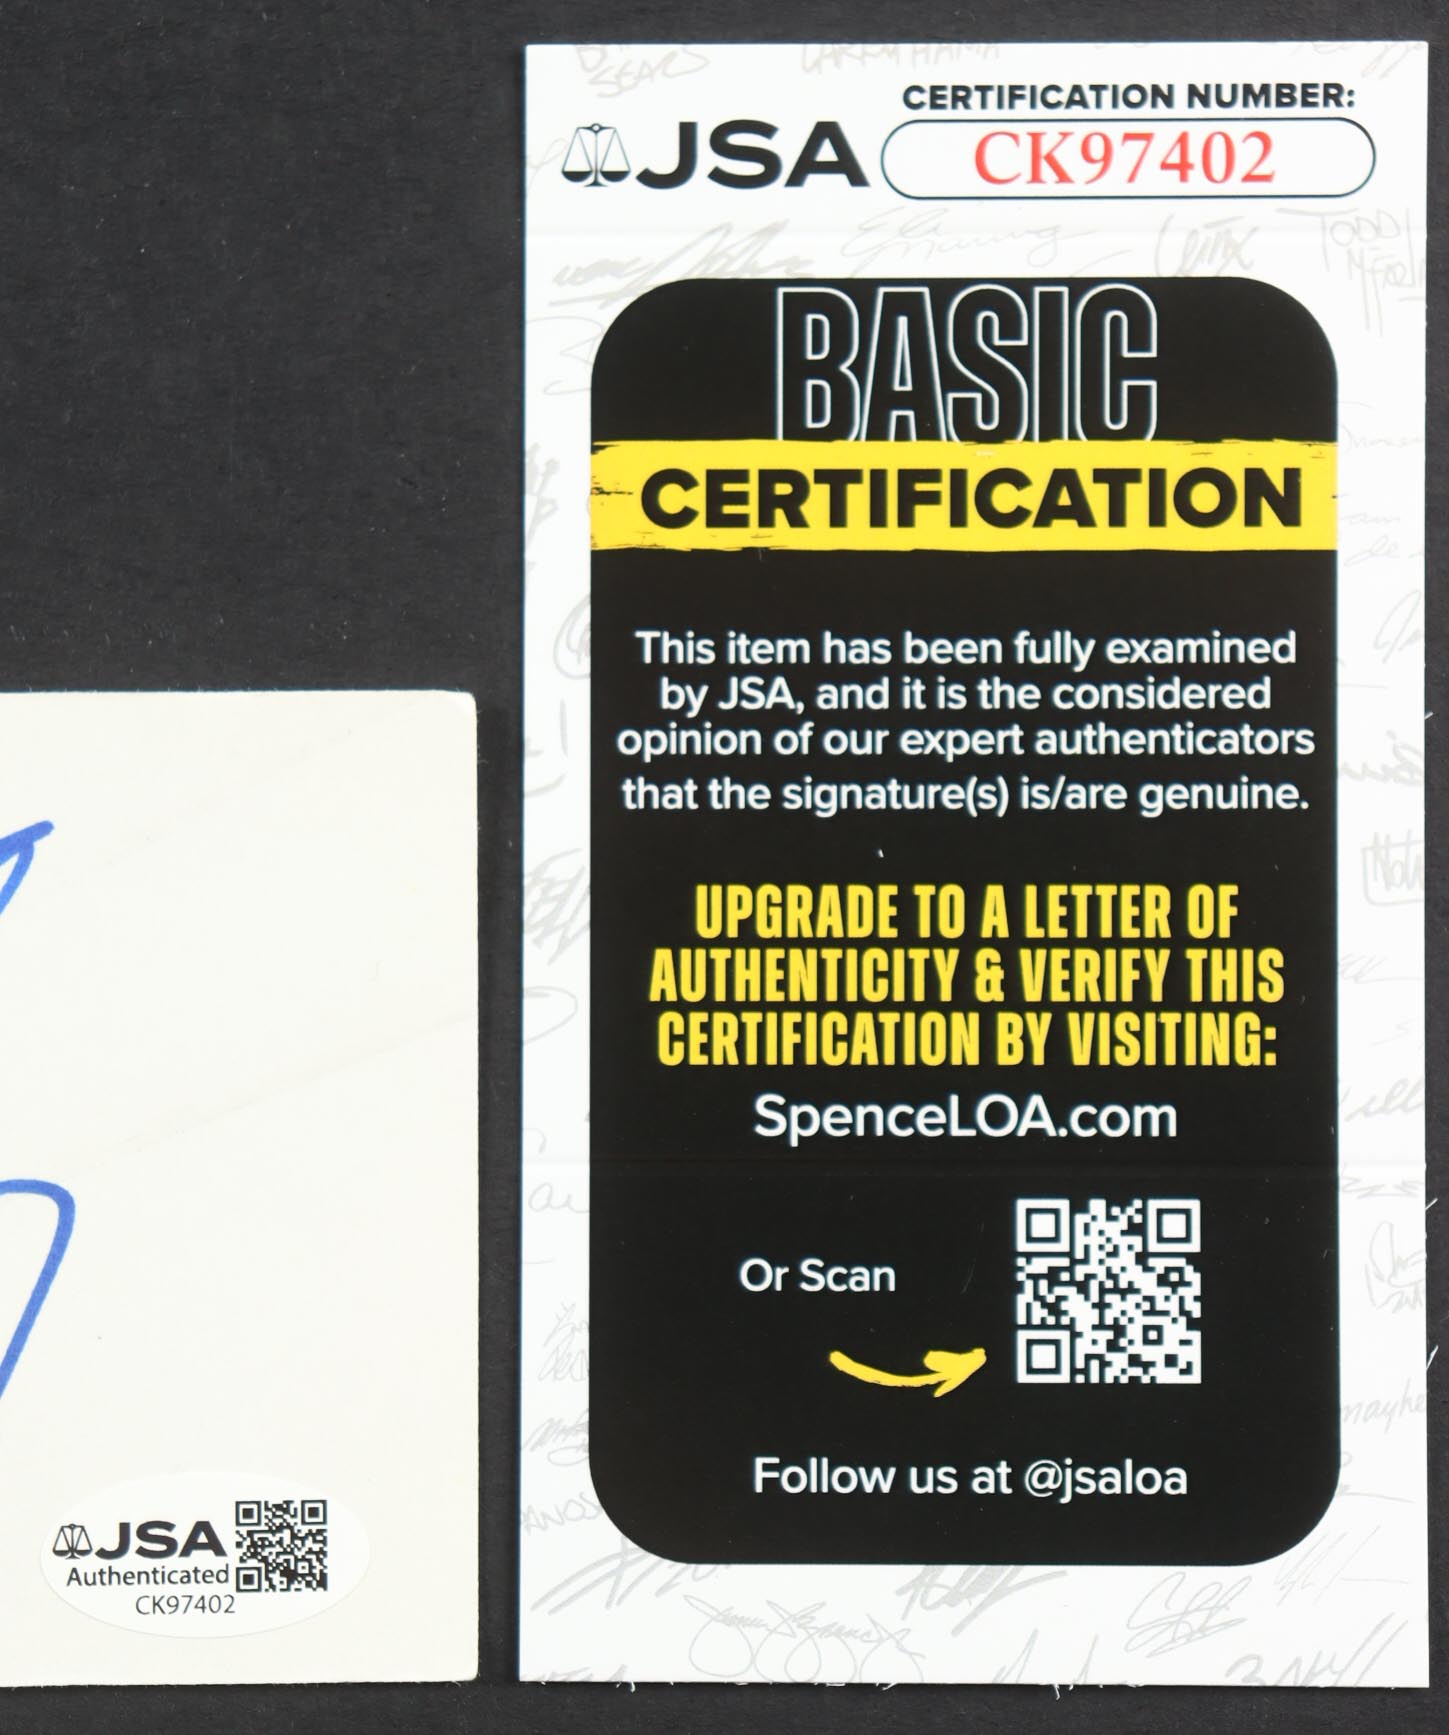 CERTIFICATION NUMBER:
JSA CK97402
BASIC
CERTIFICATION
This item has been fully examined
by JSA, and it is the considered
opinion of our expert authenticators
that the signature(s) is/are genuine.
UPGRADE TO A LETTER OF
AUTHENTICITY & VERIFY THIS
CERTIFICATION BY VISITING:
SpenceLOA.com
Or Scan
Follow us at @jsaloa
JSA
Authenticated
CK97402